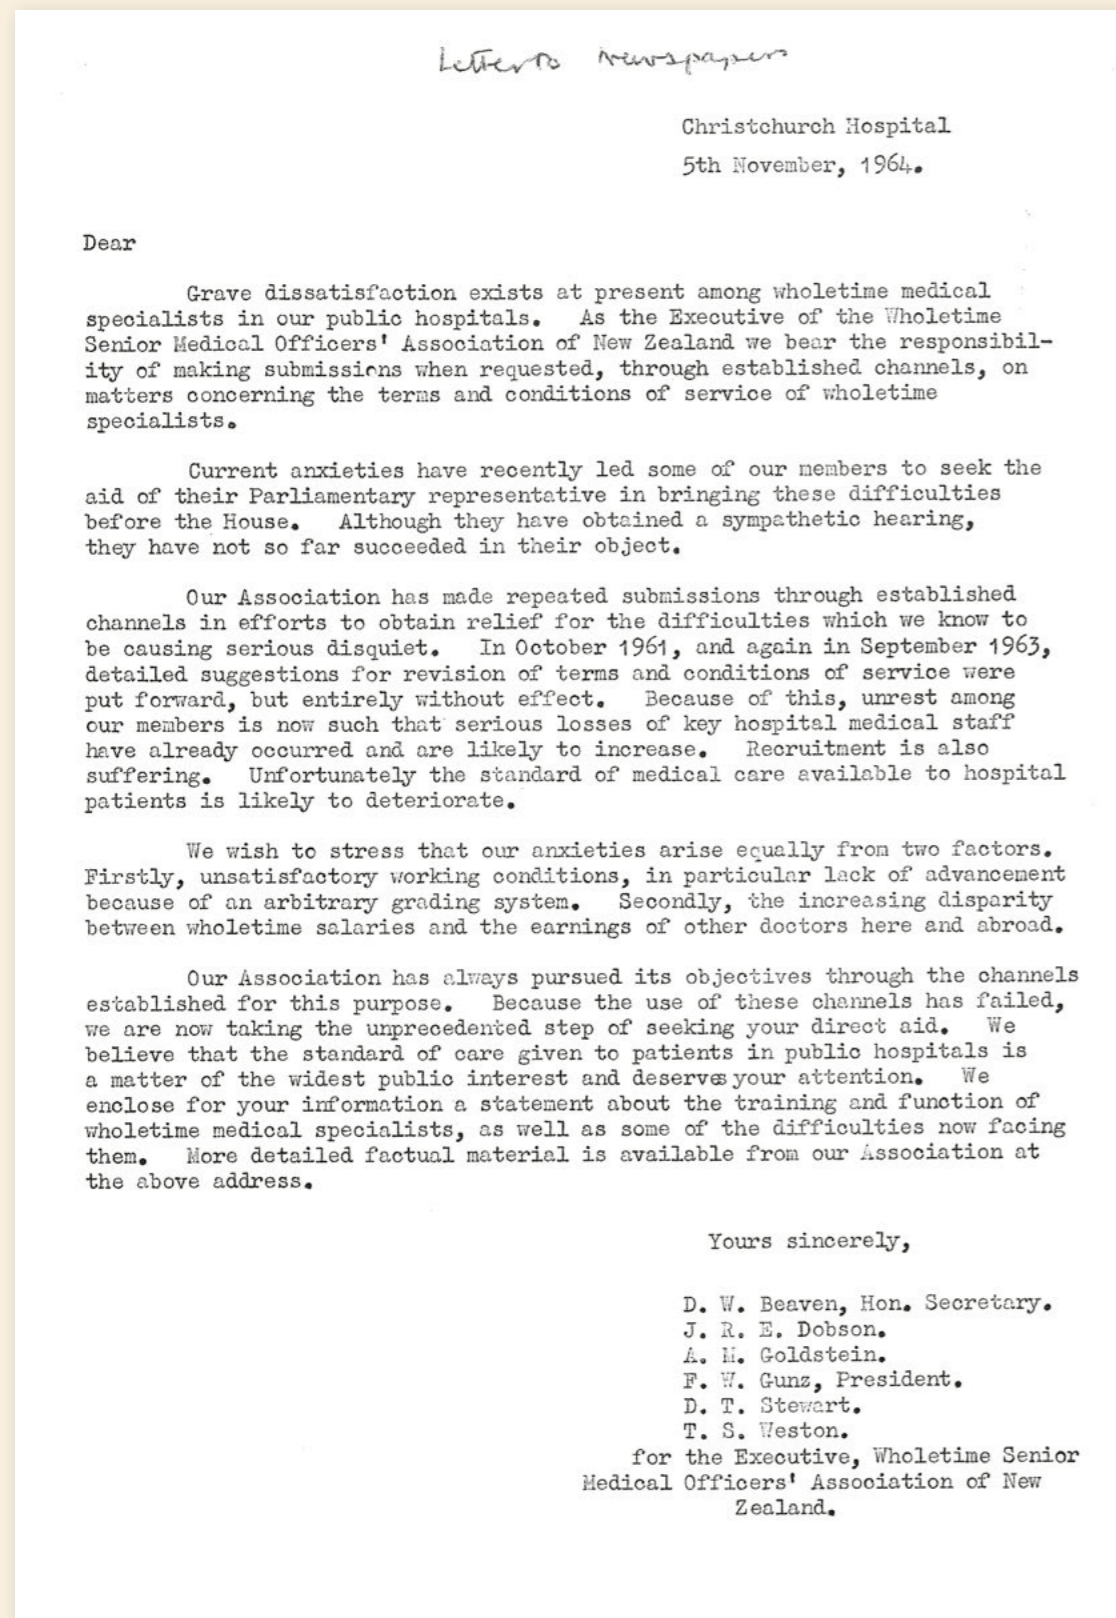 Letter to Newspapers
Christchurch Hospital
5th November, 1964.
Dear
Grave dissatisfaction exists at present among wholetime medical
specialists in our public hospitals. As the Executive of the Wholetime
Senior Medical Officers' Association of New Zealand we bear the responsibil-
ity of making submissions when requested, through established channels, on
matters concerning the terms and conditions of service of wholetime
specialists.
Current anxieties have recently led some of our members to seek the
aid of their Parliamentary representative in bringing these difficulties
before the House. Although they have obtained a sympathetic hearing,
they have not so far succeeded in their object.
Our Association has made repeated submissions through established
channels in efforts to obtain relief for the difficulties which we know to
be causing serious disquiet. In October 1961, and again in September 1963,
detailed suggestions for revision of terms and conditions of service were
put forward, but entirely without effect. Because of this, unrest among
our members is now such that serious losses of key hospital medical staff
have already occurred and are likely to increase. Recruitment is also
suffering. Unfortunately the standard of medical care available to hospital
patients is likely to deteriorate.
We wish to stress that our anxieties arise equally from two factors.
Firstly, unsatisfactory working conditions, in particular lack of advancement
because of an arbitrary grading system. Secondly, the increasing disparity
between wholetime salaries and the earnings of other doctors here and abroad.
Our Association has always pursued its objectives through the channels
established for this purpose. Because the use of these channels has failed,
we are now taking the unprecedented step of seeking your direct aid. We
believe that the standard of care given to patients in public hospitals is
a matter of the widest public interest and deserves your attention. We
enclose for your information a statement about the training and function of
wholetime medical specialists, as well as some of the difficulties now facing
them. More detailed factual material is available from our Association at
the above address.
Yours sincerely,
D. W. Beaven, Hon. Secretary.
J. R. E. Dobson.
A. M. Goldstein.
F. W. Gunz, President.
D. T. Stewart.
T. S. Weston.
for the Executive, Wholetime Senior
Medical Officers' Association of New
Zealand.